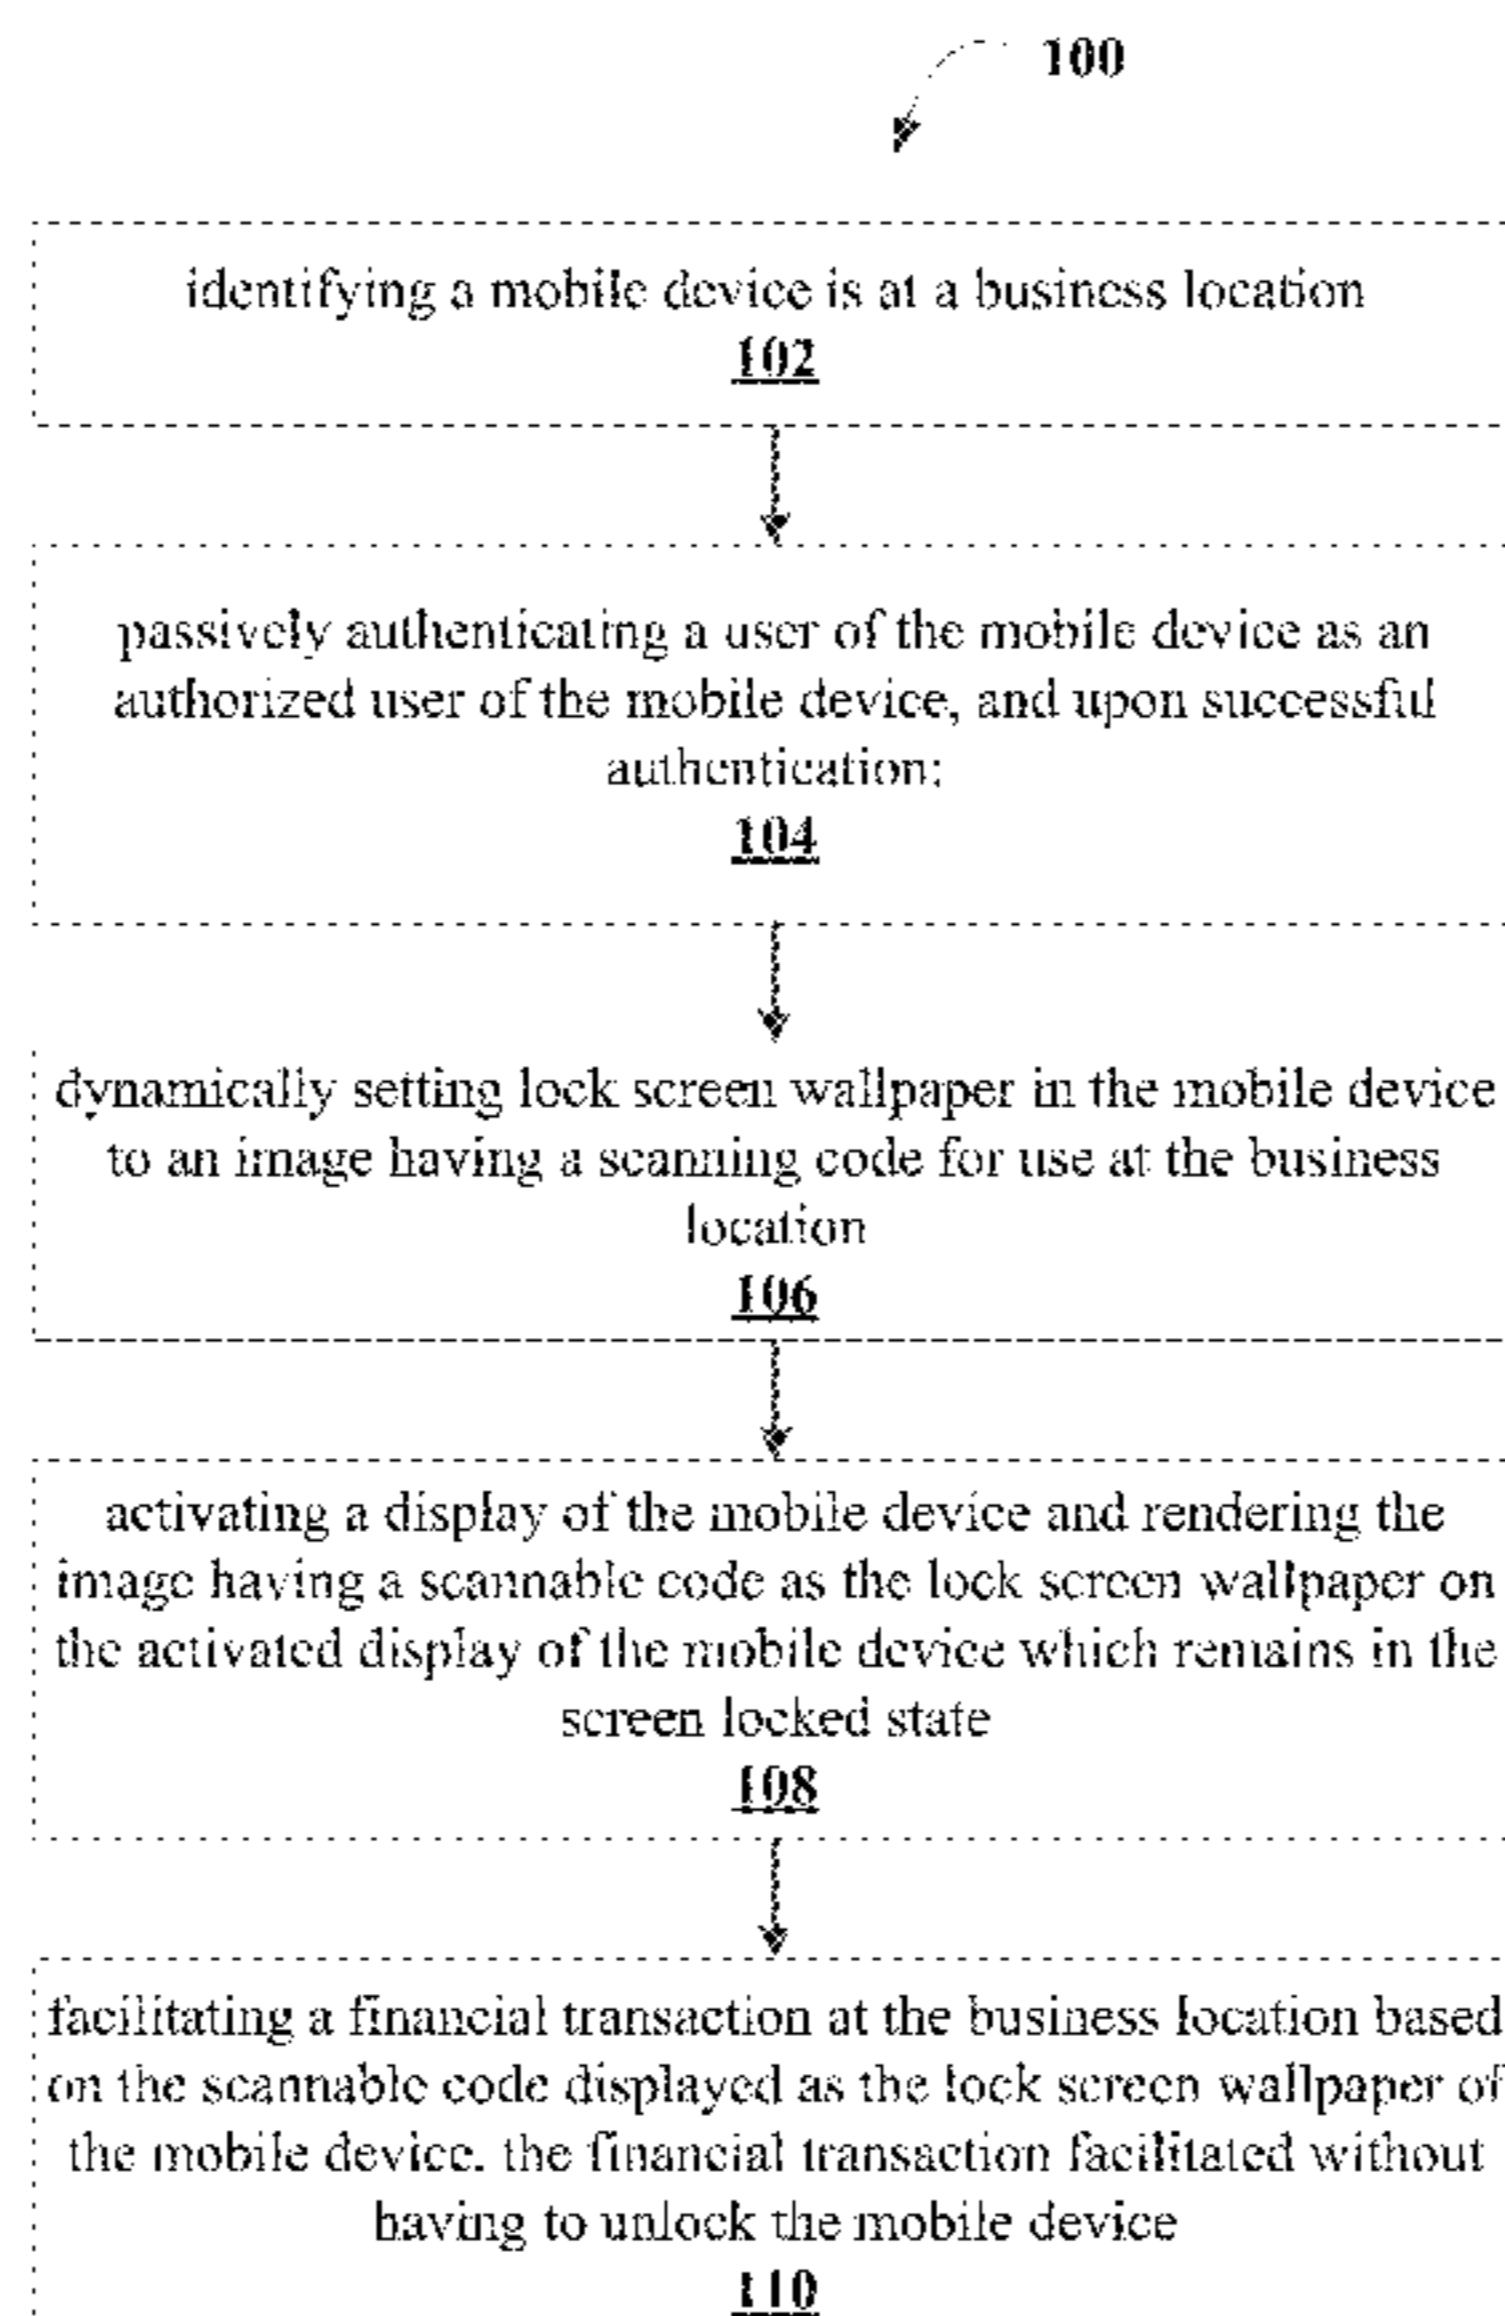 100
identifying a mobile device is at a business location
102
passively authenticating a user of the mobile device as an
authorized user of the mobile device, and upon successful
authentication:
104
dynamically setting lock screen wallpaper in the mobile device
to an image having a scanning code for use at the business
location
106
activating a display of the mobile device and rendering the
image having a scannable code as the lock screen wallpaper on
the activated display of the mobile device which remains in the
screen locked state
108
facilitating a financial transaction at the business location based
on the scannable code displayed as the lock screen wallpaper of
the mobile device. the financial transaction facilitated without
having to unlock the mobile device
110